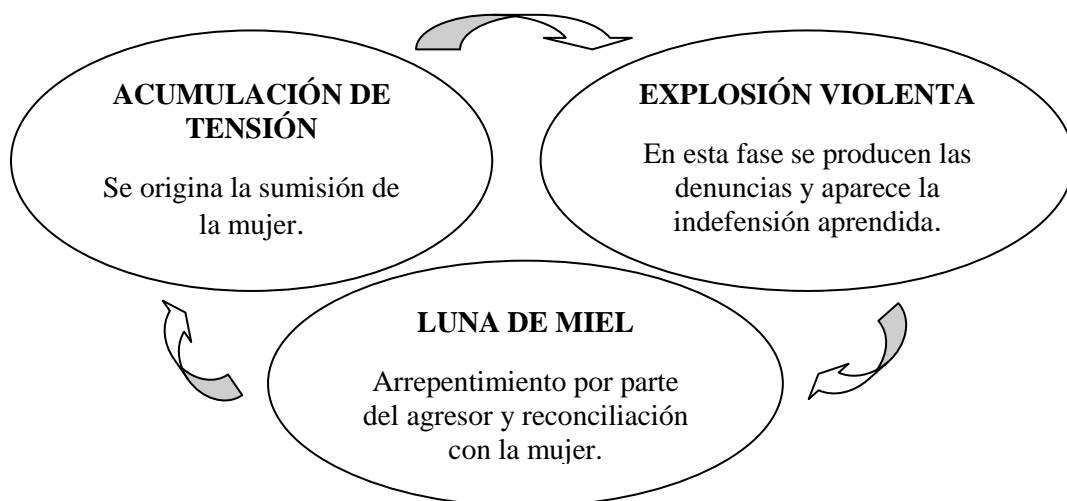 ACUMULACIÓN DE
TENSIÓN
Se origina la sumisión de
la mujer.
EXPLOSIÓN VIOLENTA
En esta fase se producen las
denuncias y aparece la
indefensión aprendida.
LUNA DE MIEL
Arrepentimiento por parte
del agresor y reconciliación
con la mujer.